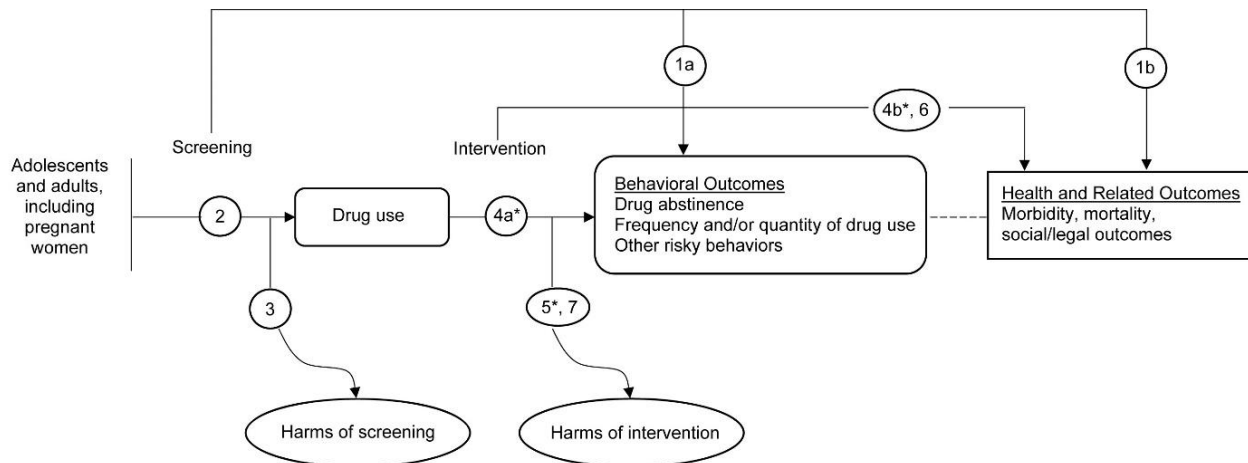 1a
1b
4b*, 6
Screening
Intervention
Adolescents
and adults,
including
pregnant
women
2
Drug use
4a*
Behavioral Outcomes
Drug abstinence
Frequency and/or quantity of drug use
Other risky behaviors
Health and Related Outcomes
Morbidity, mortality,
social/legal outcomes
3
5*, 7
Harms of screening
Harms of intervention